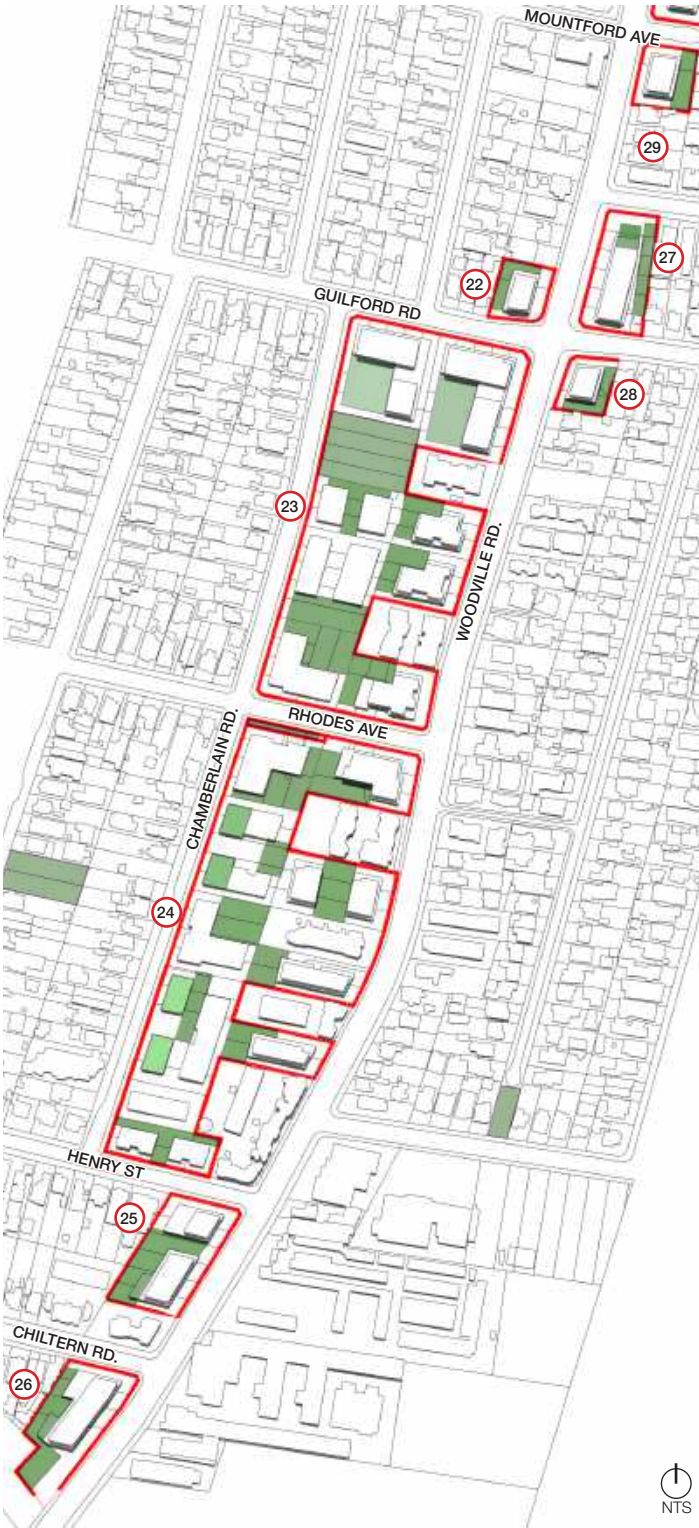 MOUNTFORD AVE
29
27
22
GUILFORD RD
28
23
WOODVILLE RD.
RHODES AVE
CHAMBERLAIN RD.
24
HENRY ST
25
CHILTERN RD.
26
NTS